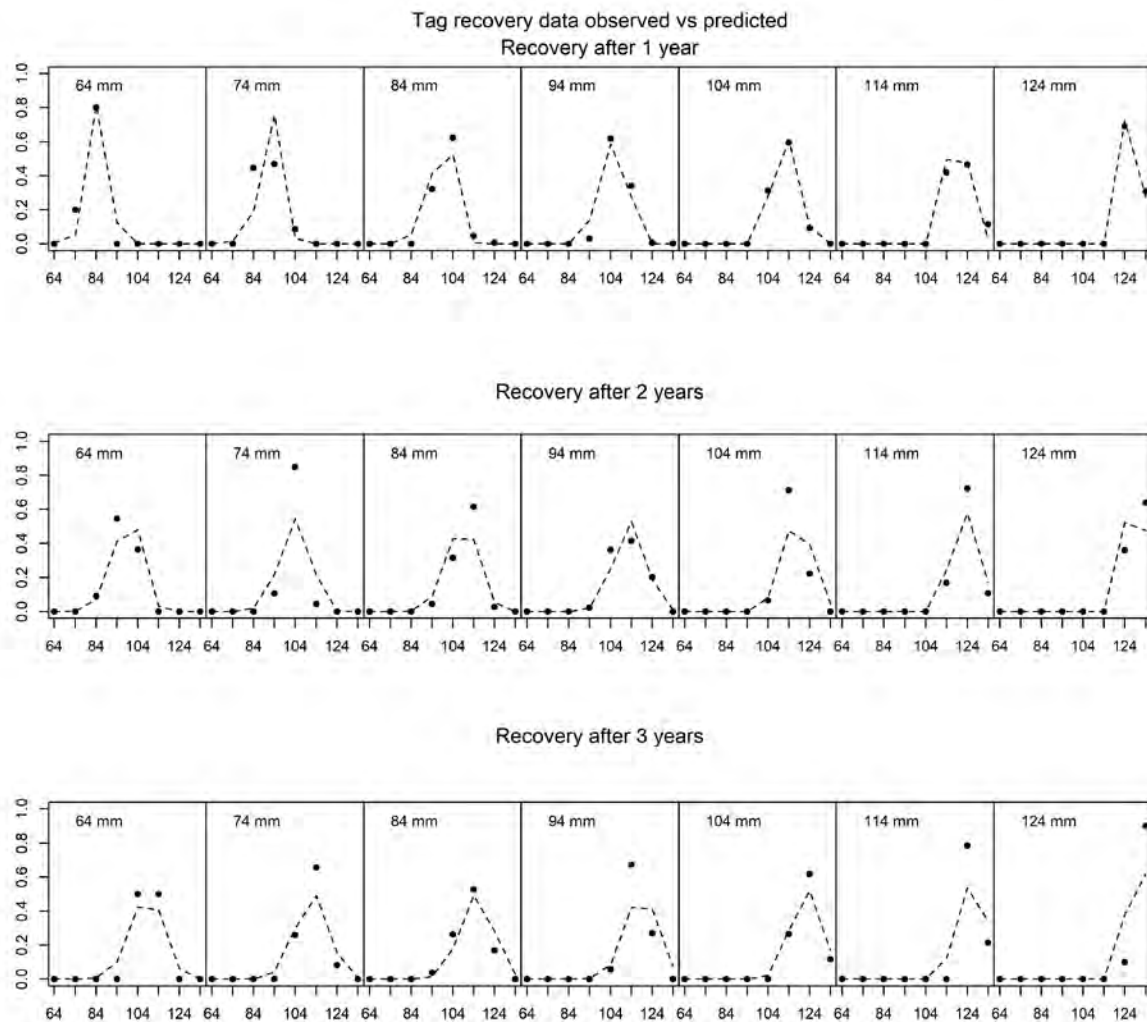 Tag recovery data observed vs predicted
Recovery after 1 year
0.0 0.2 0.4 0.6 0.8 1.0
64 mm 74 mm 84 mm 94 mm 104 mm 114 mm 124 mm
64 84 104 124 64 84 104 124 64 84 104 124 64 84 104 124 64 84 104 124 64 84 104 124 64 84 104 124
Recovery after 2 years
0.0 0.2 0.4 0.6 0.8 1.0
64 mm 74 mm 84 mm 94 mm 104 mm 114 mm 124 mm
64 84 104 124 64 84 104 124 64 84 104 124 64 84 104 124 64 84 104 124 64 84 104 124 64 84 104 124
Recovery after 3 years
0.0 0.2 0.4 0.6 0.8 1.0
64 mm 74 mm 84 mm 94 mm 104 mm 114 mm 124 mm
64 84 104 124 64 84 104 124 64 84 104 124 64 84 104 124 64 84 104 124 64 84 104 124 64 84 104 124